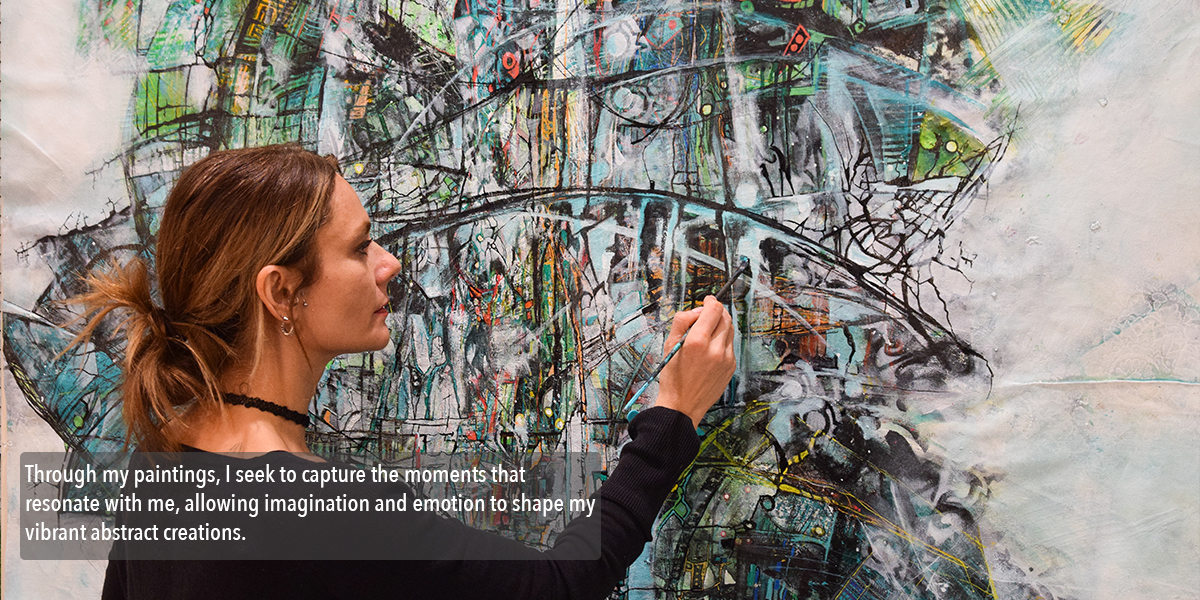 Through my paintings, I seek to capture the moments that
resonate with me, allowing imagination and emotion to shape my
vibrant abstract creations.